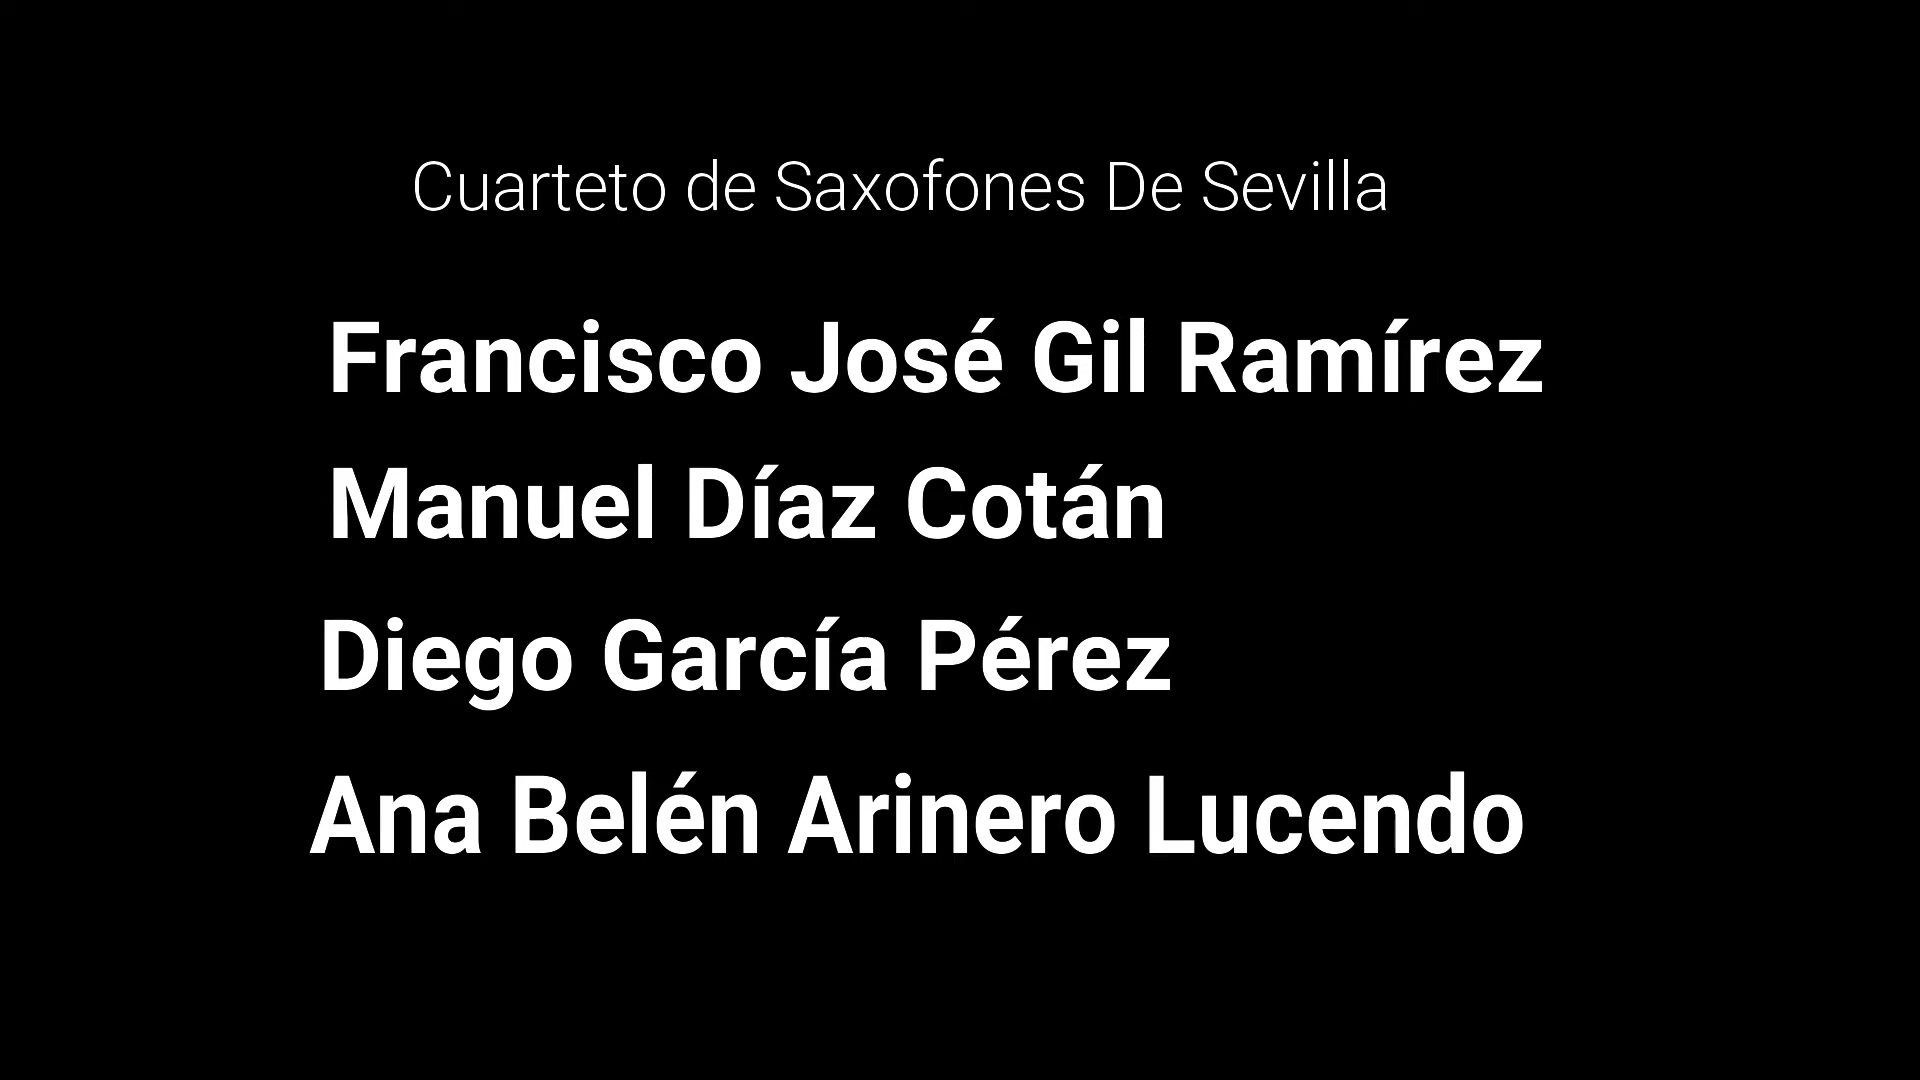 Cuarteto de Saxofones De Sevilla
Francisco José Gil Ramírez
Manuel Díaz Cotán
Diego García Pérez
Ana Belén Arinero Lucendo